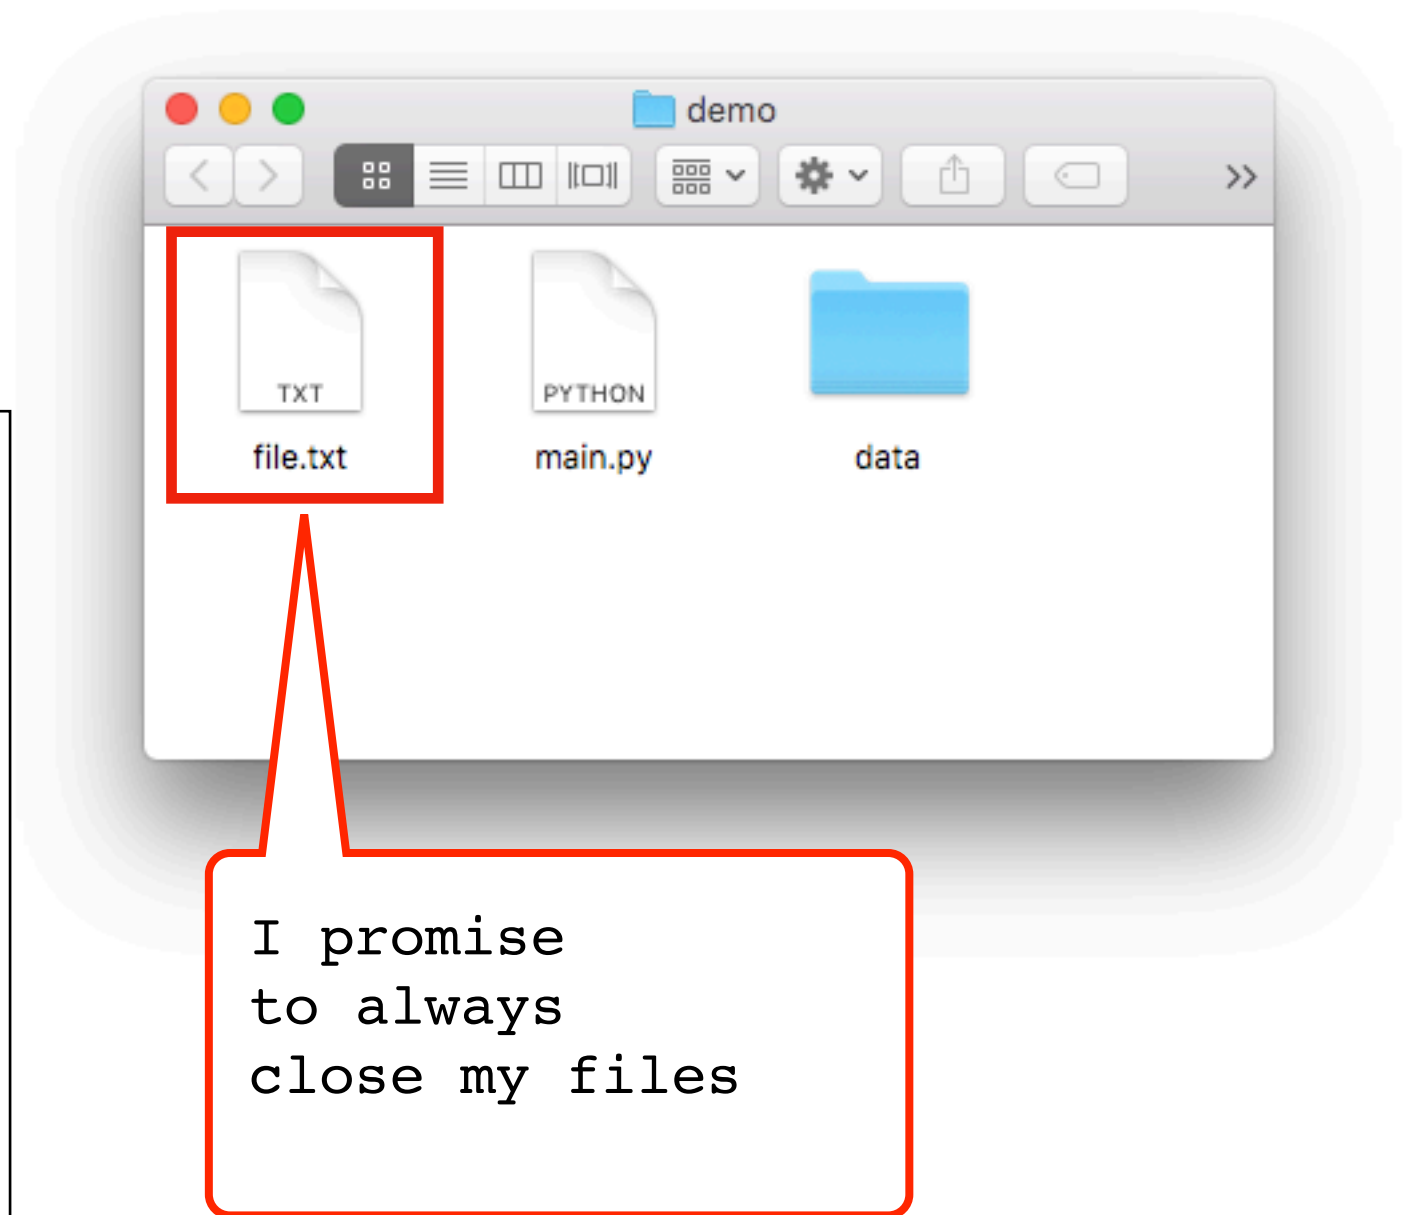 demo
TXT
PYTHON
file.txt
main.py
data
I promise
to always
close my files